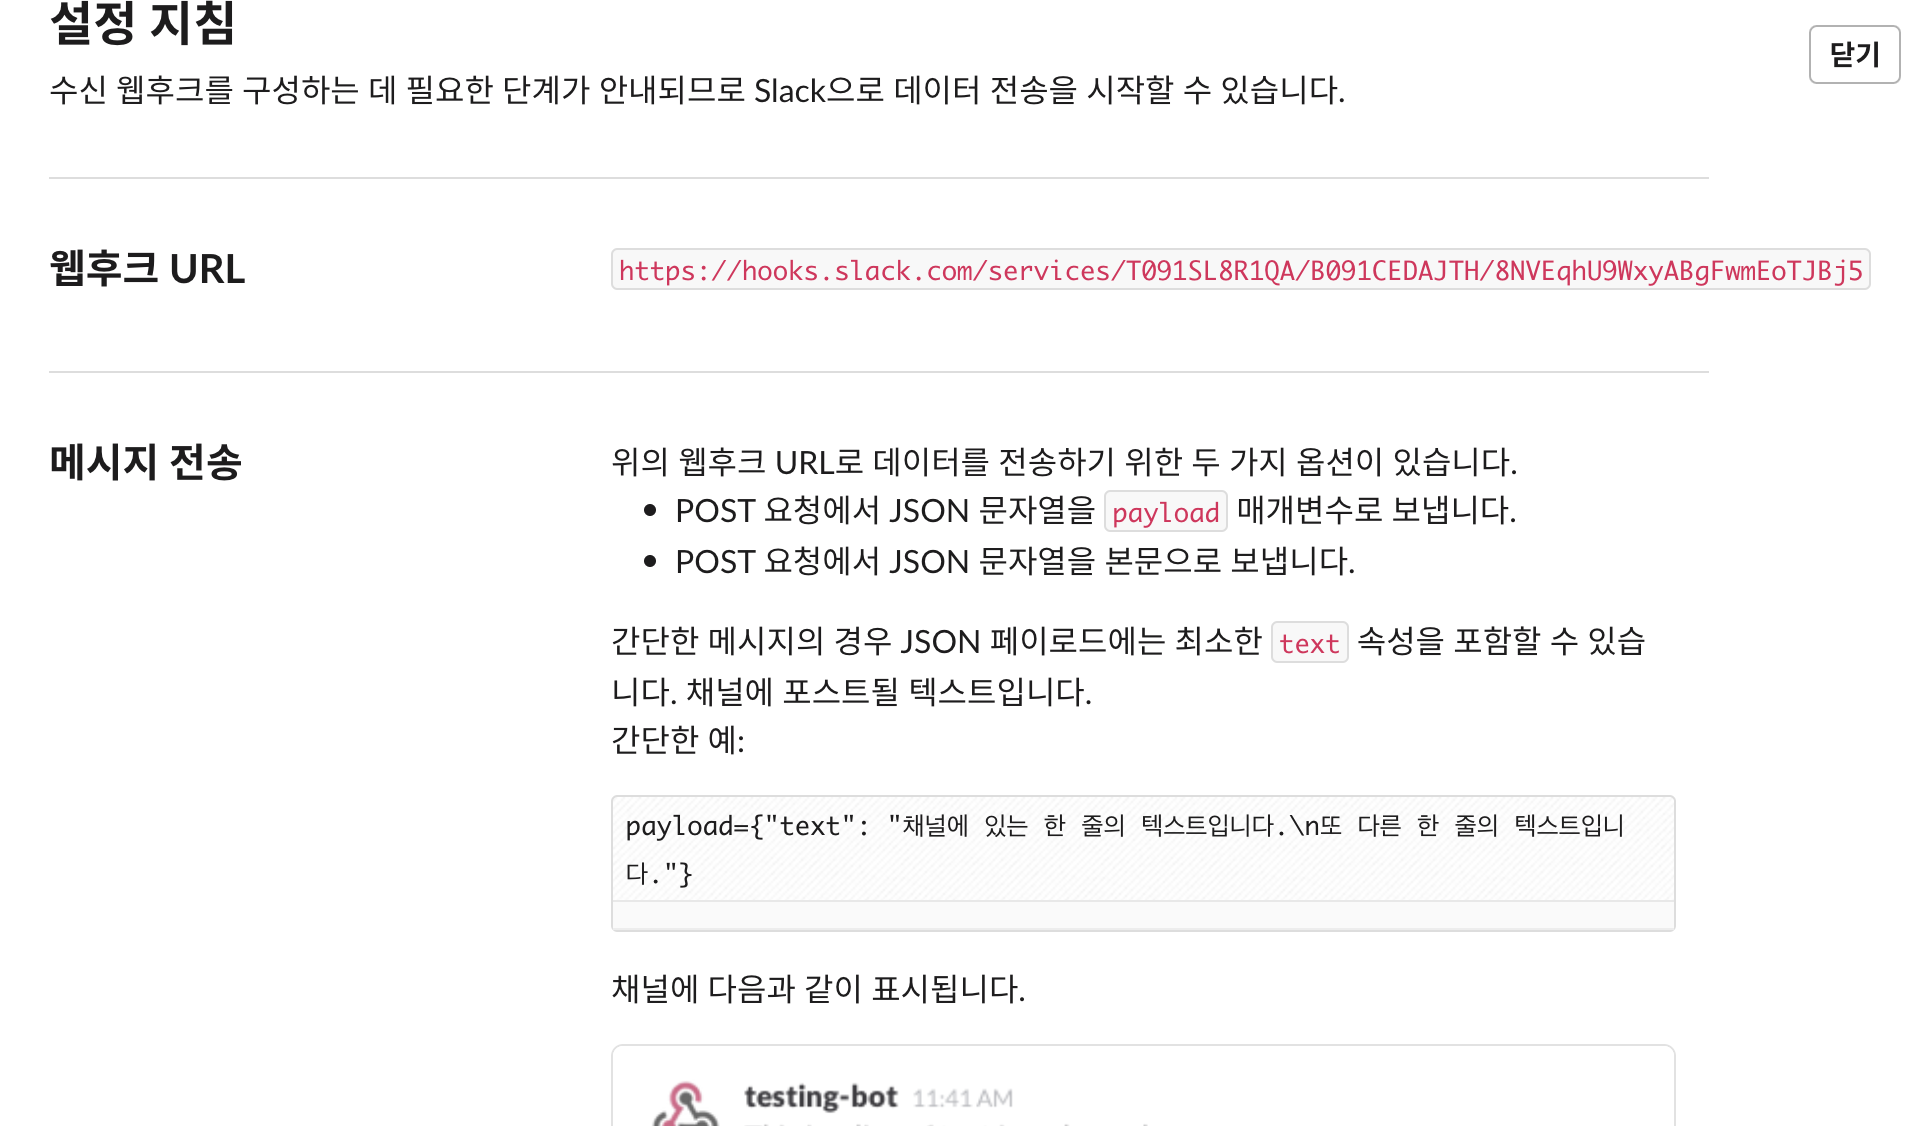 설정 지침
닫기
수신 웹후크를 구성하는 데 필요한 단계가 안내되므로 Slack으로 데이터 전송을 시작할 수 있습니다.
웹후크 URL
https://hooks.slack.com/services/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
메시지 전송
위의 웹후크 URL로 데이터를 전송하기 위한 두 가지 옵션이 있습니다.
• POST 요청에서 JSON 문자열을 payload 매개변수로 보냅니다.
• POST 요청에서 JSON 문자열을 본문으로 보냅니다.
간단한 메시지의 경우 JSON 페이로드에는 최소한 text 속성을 포함할 수 있습
니다. 채널에 포스트될 텍스트입니다.
간단한 예:
payload={"text": "채널에 있는 한 줄의 텍스트입니다.\n또 다른 한 줄의 텍스트입니
다."}
채널에 다음과 같이 표시됩니다.
testing-bot 11:41 AM